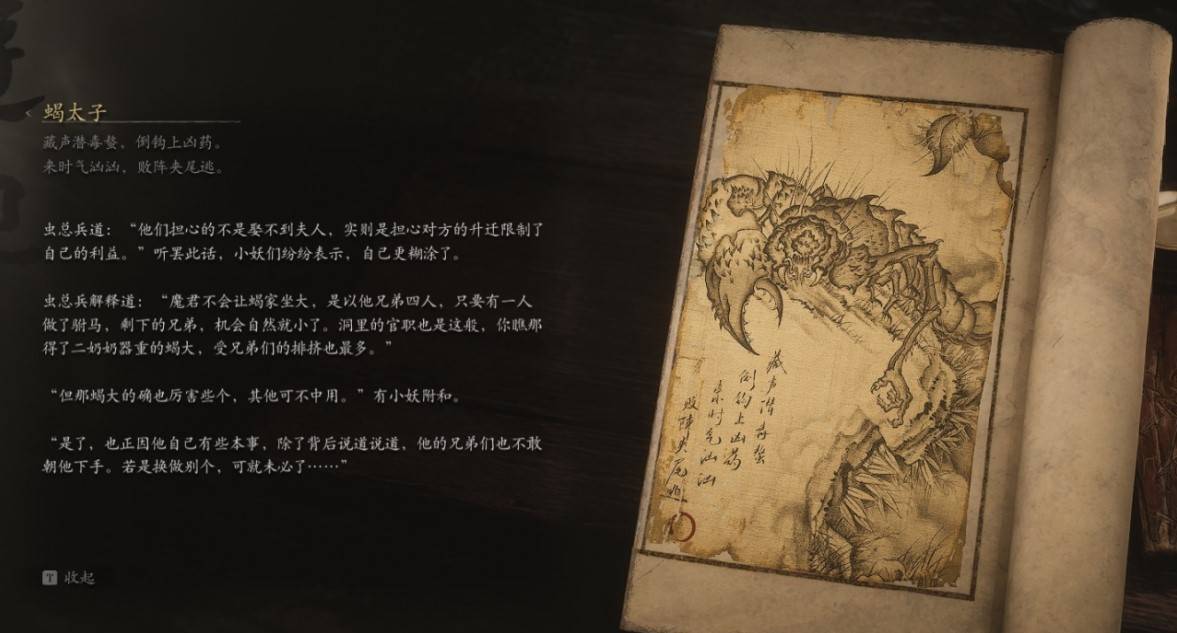 蝎太子
藏声潜毒螯,倒钩上凶药。
来时气汹汹,败阵夹尾逃。
虫总兵道:“他们担心的不是娶不到夫人,实则是担心对方的升迁限制了
自己的利益。”听罢此话,小妖们纷纷表示,自己更糊涂了。
虫总兵解释道:“魔君不会让蝎家坐大,是以他兄弟四人,只要有一人
做了驸马,剩下的兄弟,机会自然就小了。洞里的官职也是这般,你瞧那
得了二奶奶器重的蝎大,受兄弟们的排挤也最多。”
“但那蝎大的确也厉害些个,其他可不中用。”有小妖附和。
“是了,也正因他自己有些本事,除了背后说道说道,他的兄弟们也不敢
朝他下手。若是换做别个,可就未必了……”
T 收起
藏声潜毒螯
倒钩上凶药
来时气汹汹
败阵夹尾逃